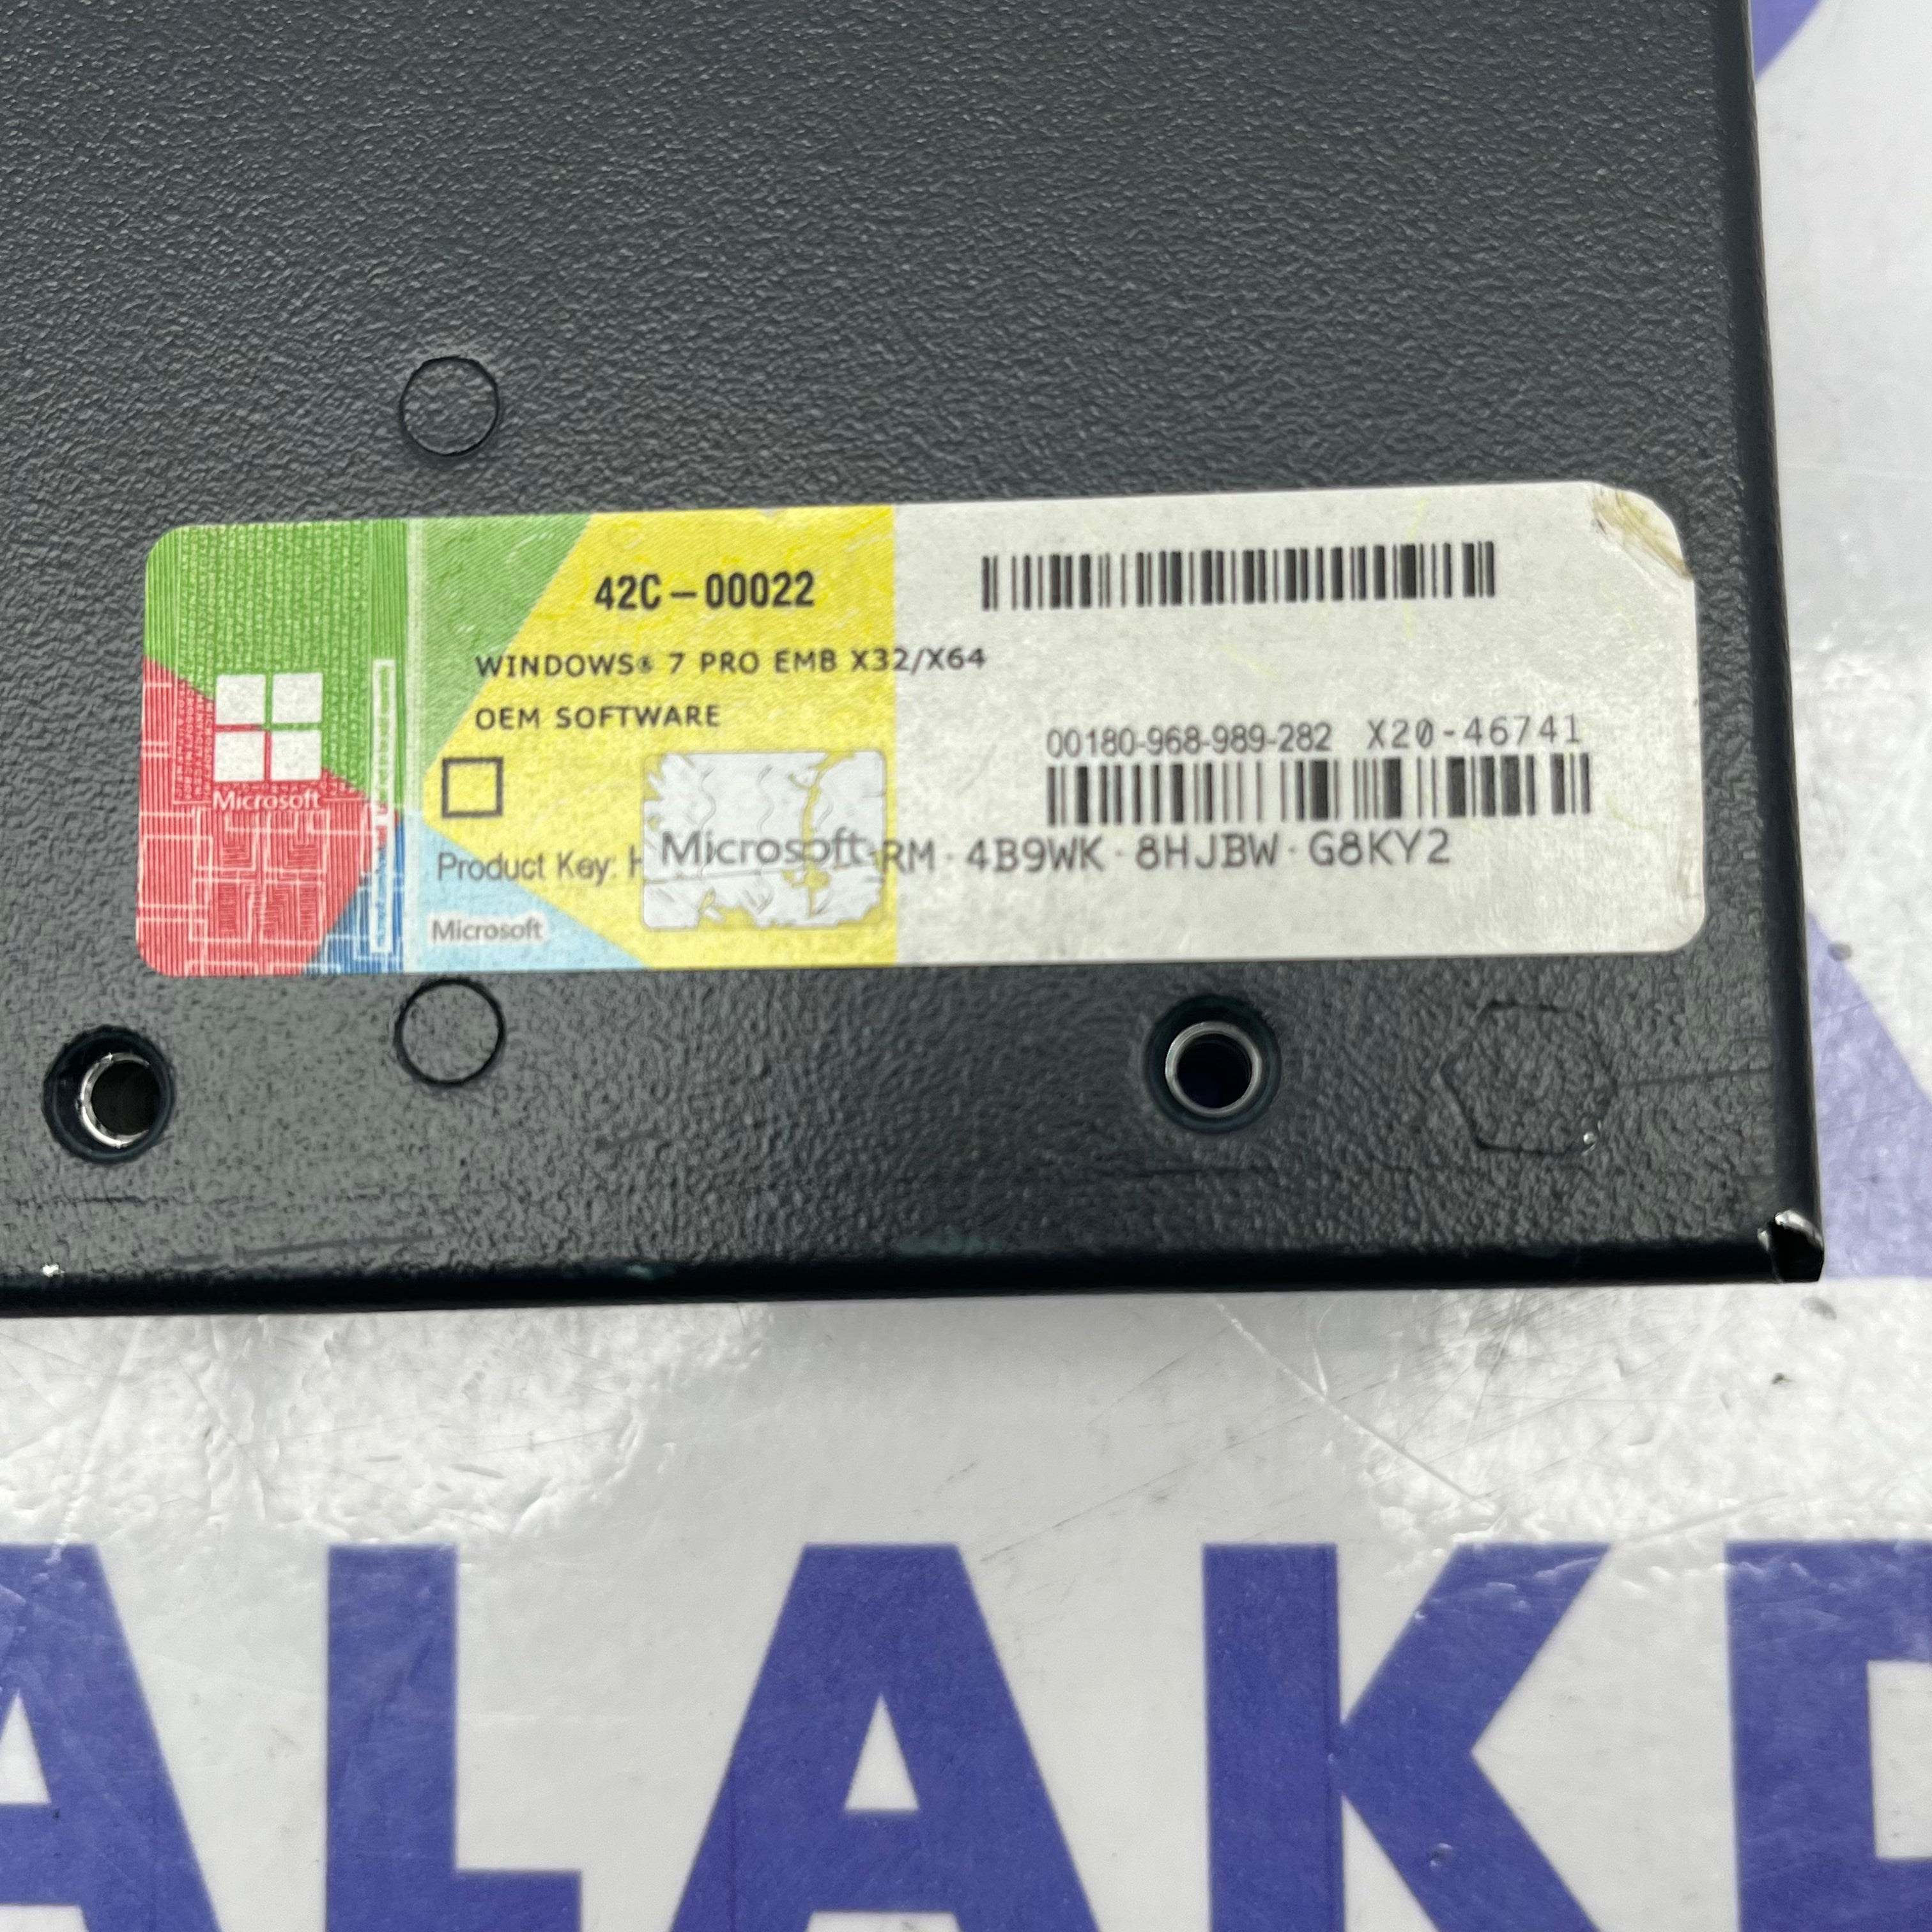 42C-00022
WINDOWS® 7 PRO EMB X32/X64
OEM SOFTWARE
00180-968-989-282 X20-46741
Microsoft
Product Key: H Microsoft RM - 4B9WK - 8HJBW - G8KY2
Microsoft
ALAK